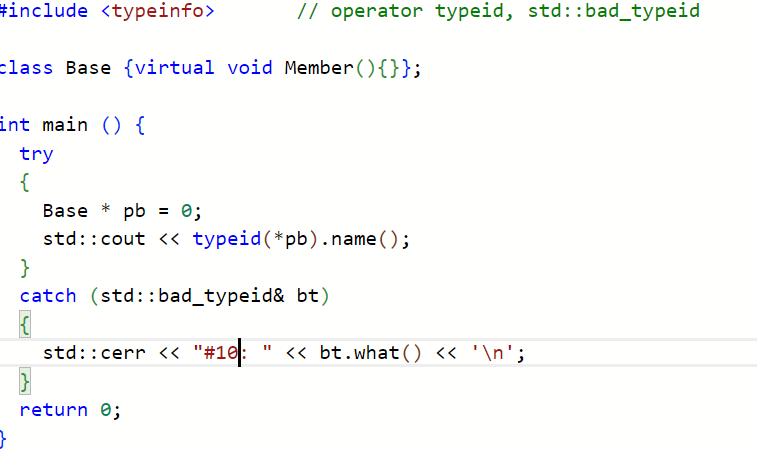 #include <typeinfo>       // operator typeid, std::bad_typeid
class Base {virtual void Member(){}};
int main () {
  try
  {
    Base * pb = 0;
    std::cout << typeid(*pb).name();
  }
  catch (std::bad_typeid& bt)
  {
    std::cerr << "#10: " << bt.what() << '\n';
  }
  return 0;
}